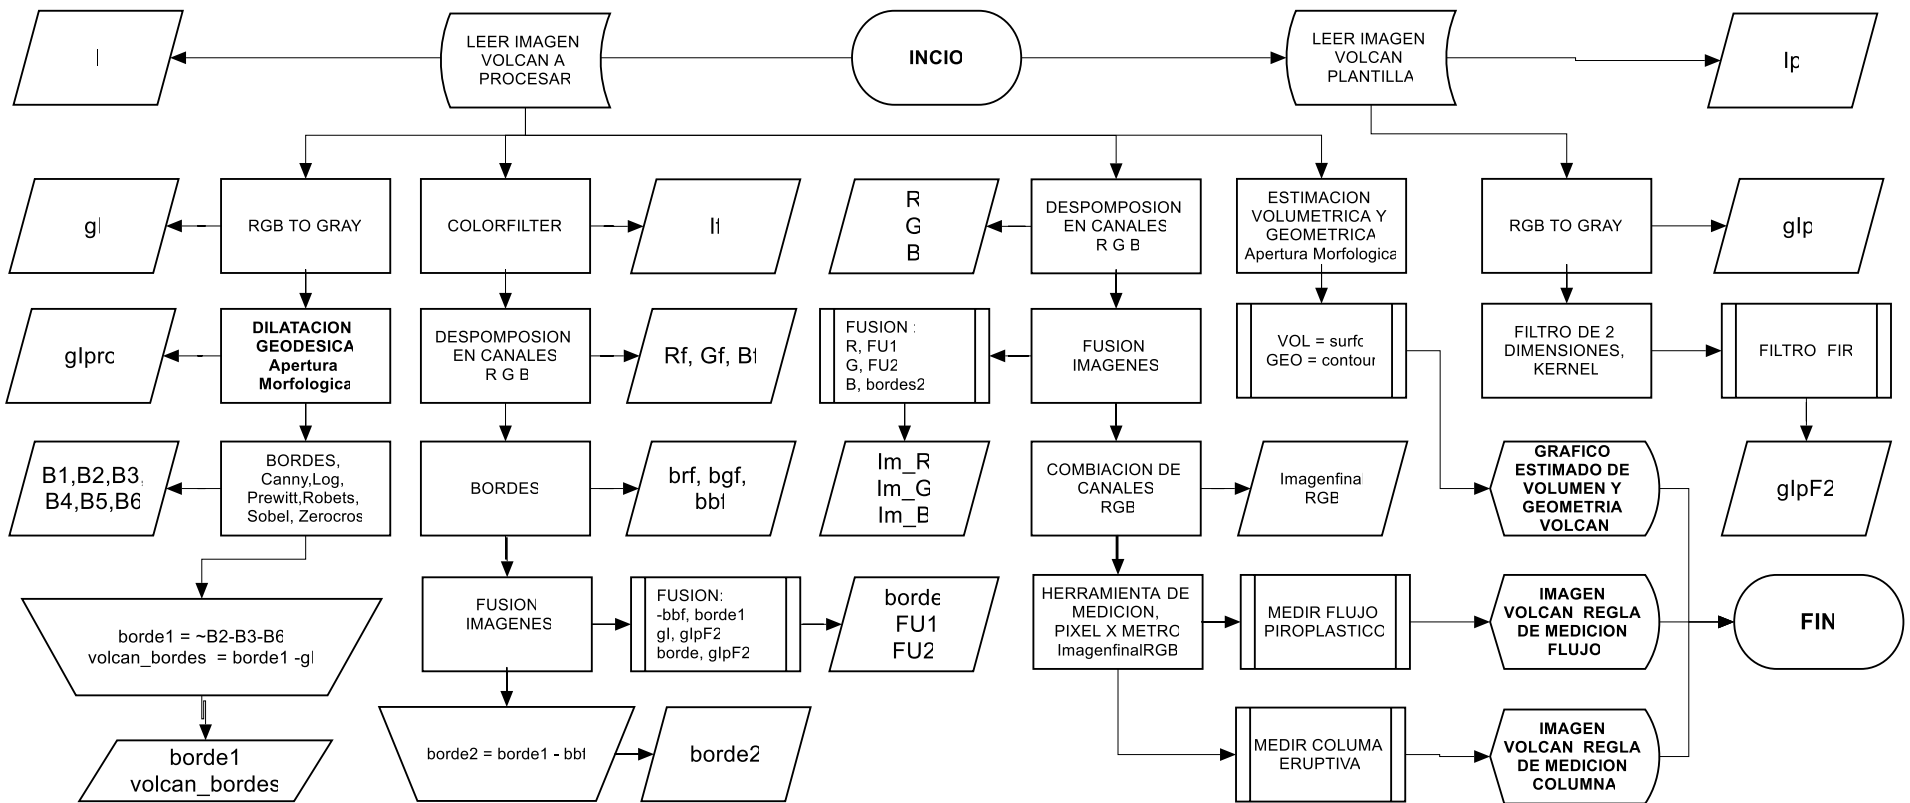 I
LEER IMAGEN
VOLCAN A
PROCESAR
INCIO
LEER IMAGEN
VOLCAN
PLANTILLA
Ip
gI
RGB TO GRAY
COLORFILTER
If
R
G
B
DESPOMPOSION
EN CANALES
R G B
ESTIMACION
VOLUMETRICA Y
GEOMETRICA
Apertura Morfologica
RGB TO GRAY
gIp
gIpro
DILATACION
GEODESICA
Apertura
Morfologica
DESPOMPOSION
EN CANALES
R G B
Rf, Gf, Bf
FUSION :
R, FU1
G, FU2
B, bordes2
FUSION
IMAGENES
VOL = surfc
GEO = contour
FILTRO DE 2
DIMENSIONES,
KERNEL
FILTRO FIR
B1,B2,B3,
B4,B5,B6
BORDES,
Canny,Log,
Prewitt,Robets,
Sobel, Zerocros
BORDES
brf, bgf,
bbf
Im_R
Im_G
Im_B
COMBIACION DE
CANALES
RGB
Imagenfinal
RGB
GRAFICO
ESTIMADO DE
VOLUMEN Y
GEOMETRIA
VOLCAN
gIpF2
borde1 = ~B2-B3-B6
volcan_bordes = borde1 -gI
FUSION
IMAGENES
FUSION:
-bbf, borde1
gI, gIpF2
borde, gIpF2
borde
FU1
FU2
HERRAMIENTA DE
MEDICION,
PIXEL X METRO
ImagenfinalRGB
MEDIR FLUJO
PIROPLASTICO
IMAGEN
VOLCAN REGLA
DE MEDICION
FLUJO
FIN
borde1
volcan_bordes
borde2 = borde1 - bbf
borde2
MEDIR COLUMA
ERUPTIVA
IMAGEN
VOLCAN REGLA
DE MEDICION
COLUMNA